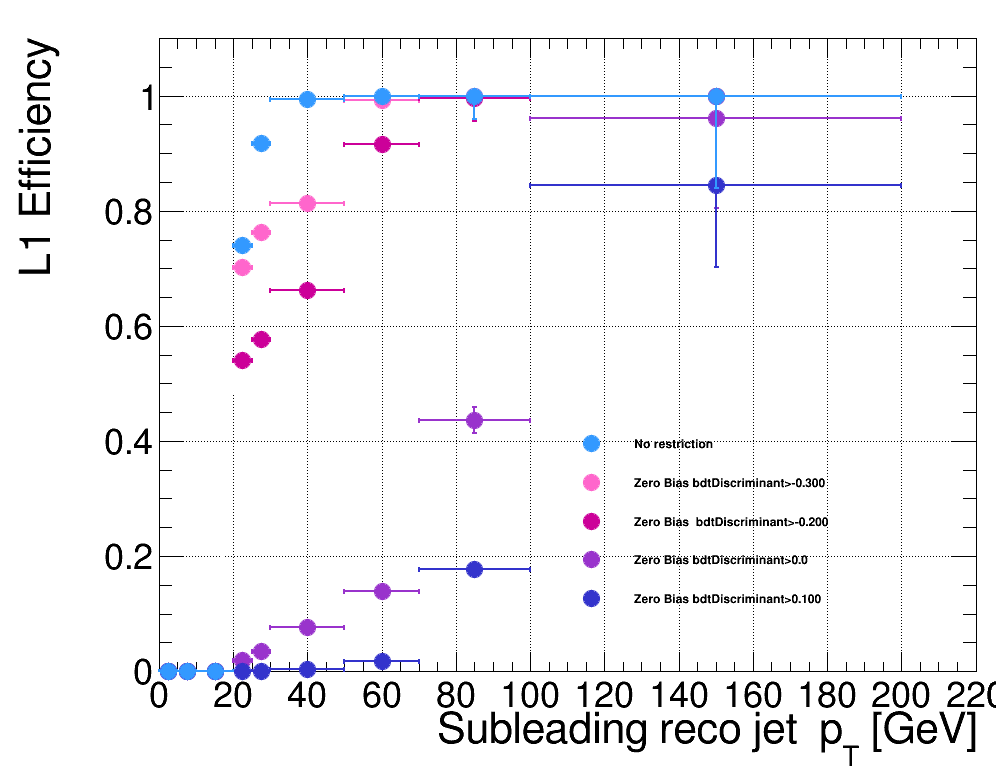 L1 Efficiency
1
0.8
0.6
0.4
0.2
0
0 20 40 60 80 100 120 140 160 180 200 220
Subleading reco jet p_T [GeV]
No restriction
Zero Bias bdtDiscriminant>-0.300
Zero Bias bdtDiscriminant>-0.200
Zero Bias bdtDiscriminant>0.0
Zero Bias bdtDiscriminant>0.100